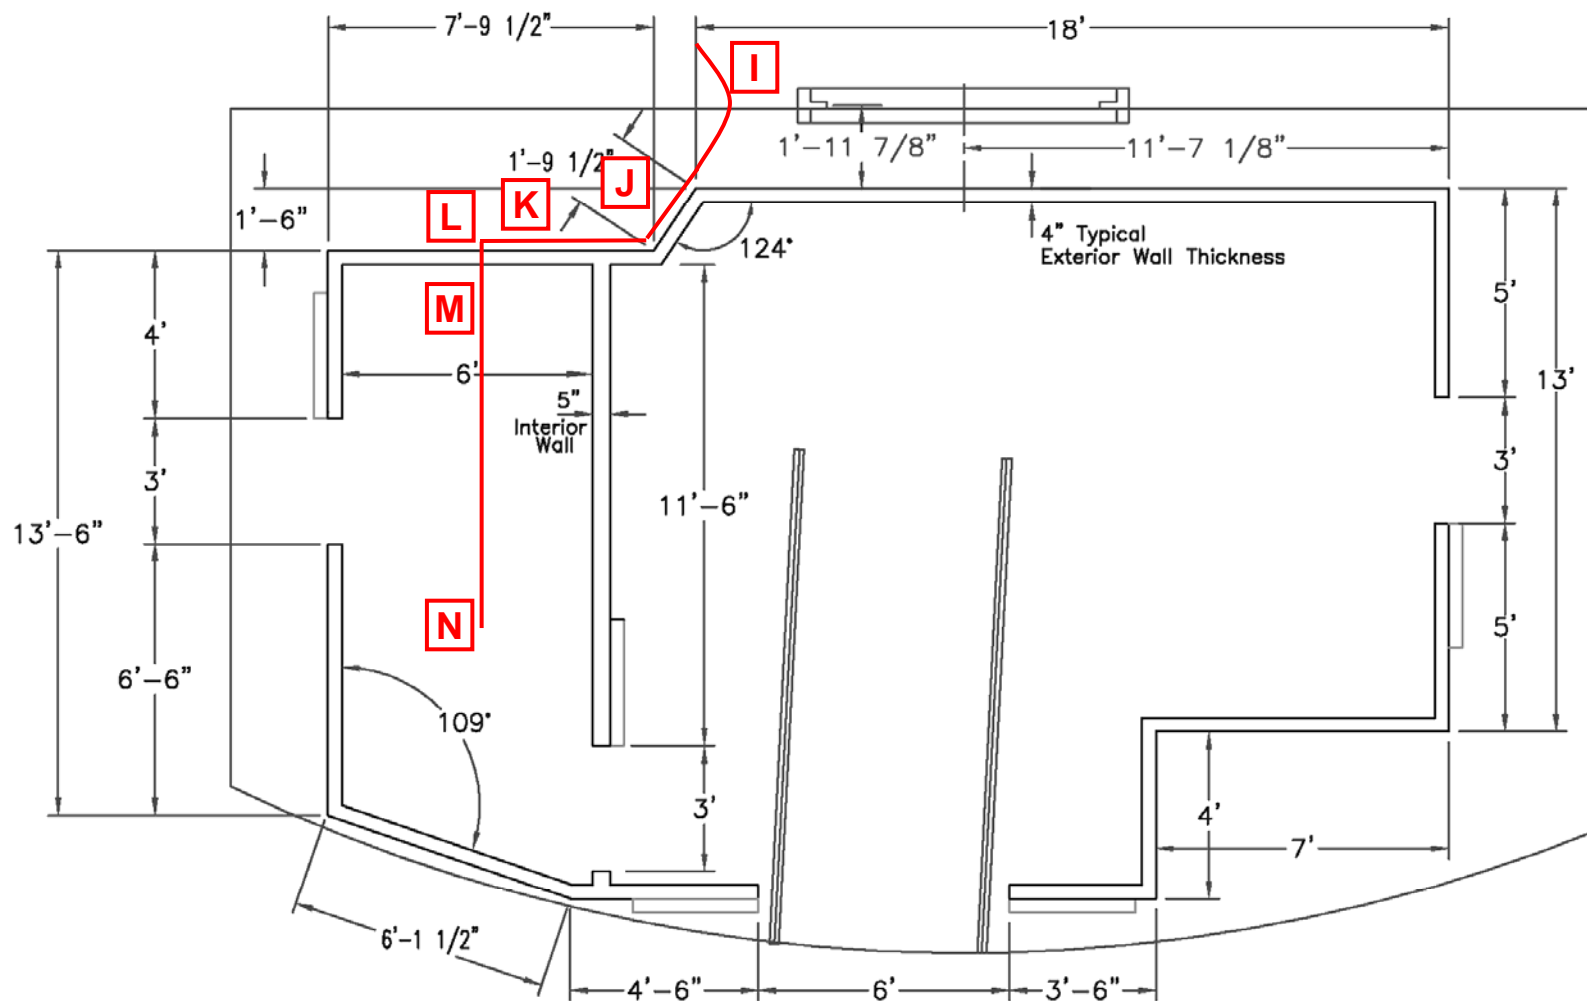 7'-9 1/2"
18'
I
1'-11 7/8"
11'-7 1/8"
1'-9 1/2"
J
K
L
1'-6"
124°
4" Typical
Exterior Wall Thickness
M
4'
5'
6'
5"
Interior
Wall
13'
3'
3'
11'-6"
13'-6"
N
5'
6'-6"
109°
3'
4'
7'
6'-1 1/2"
4'-6"
6'
3'-6"